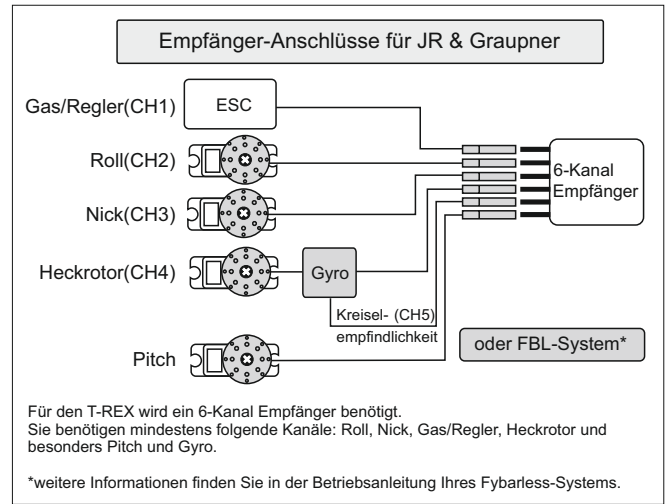 Empfänger-Anschlüsse für JR & Graupner
Gas/Regler(CH1)
ESC
Roll(CH2)
6-Kanal
Empfänger
Nick(CH3)
Heckrotor(CH4)
Gyro
Kreisel- (CH5)
empfindlichkeit
Pitch
oder FBL-System*
Für den T-REX wird ein 6-Kanal Empfänger benötigt.
Sie benötigen mindestens folgende Kanäle: Roll, Nick, Gas/Regler, Heckrotor und
besonders Pitch und Gyro.
*weitere Informationen finden Sie in der Betriebsanleitung Ihres Fybarless-Systems.